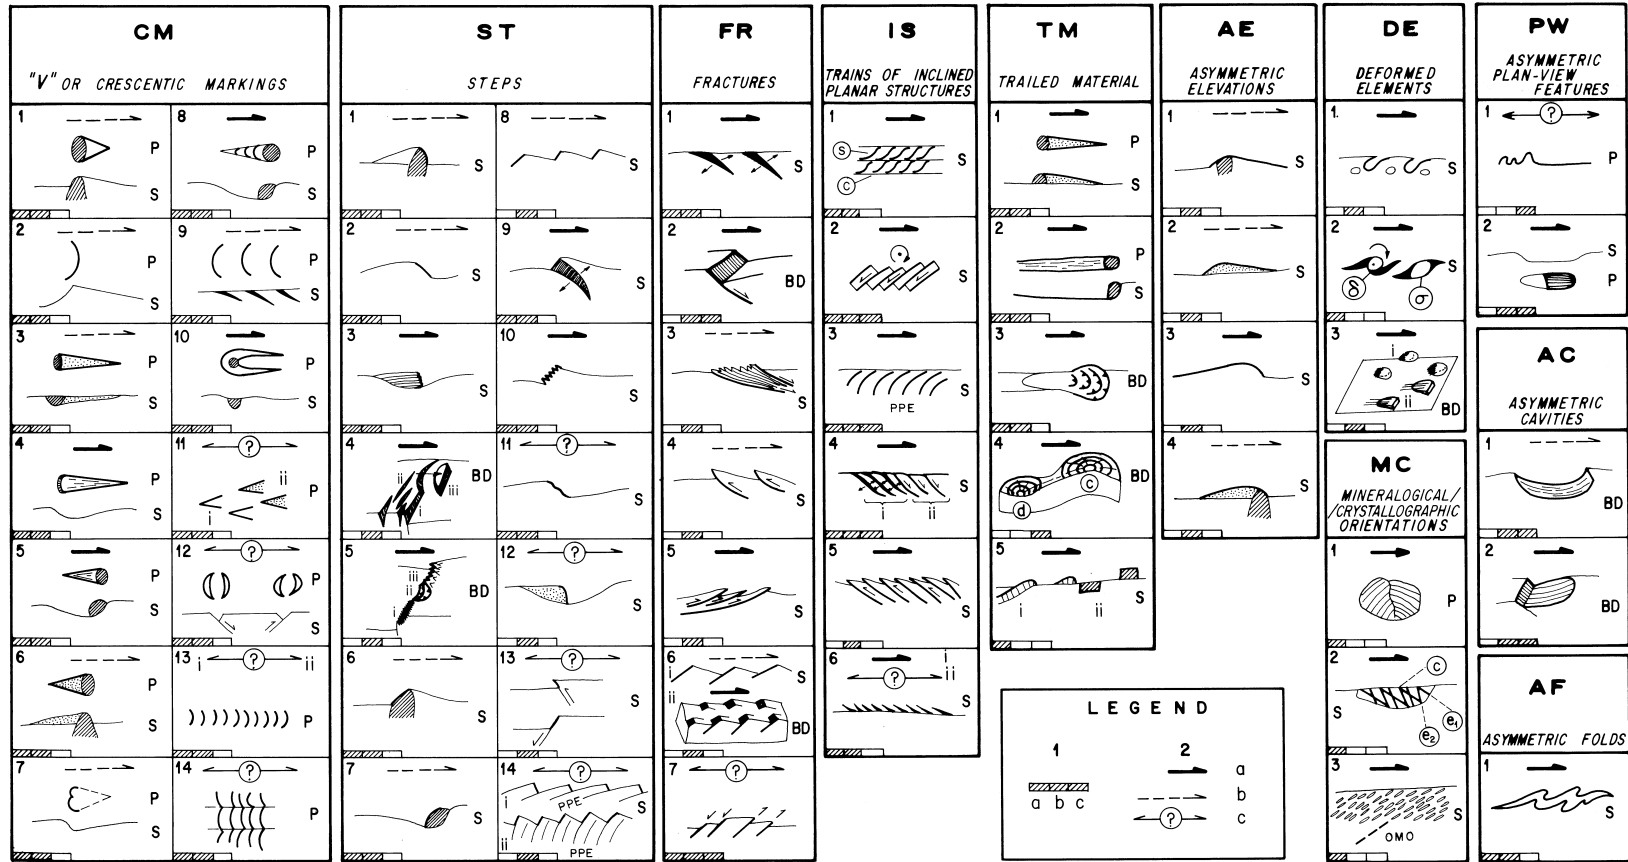 CM
"V" OR CRESCENTIC MARKINGS
1
P
S
2
P
S
3
P
S
4
P
S
5
P
S
6
P
S
7
P
S
8
P
S
9
P
S
10
P
S
11
?
ii
i
P
12
?
P
S
13
i
?
ii
P
14
?
P
ST
STEPS
1
S
2
S
3
S
4
ii
iii
i
BD
5
iii
ii
i
BD
6
S
7
S
8
S
9
S
10
S
11
?
S
12
?
S
13
?
S
14
?
i
PPE
S
ii
PPE
FR
FRACTURES
1
S
2
BD
3
S
4
S
5
S
6
i
S
ii
BD
7
?
S
IS
TRAINS OF INCLINED
PLANAR STRUCTURES
1
S
S
C
2
S
3
S
PPE
4
S
i
ii
5
S
6
i
?
ii
S
TM
TRAILED MATERIAL
1
P
S
2
P
S
3
BD
4
BD
c
d
5
i
ii
S
AE
ASYMMETRIC
ELEVATIONS
1
S
2
S
3
S
4
S
LEGEND
1
a b c
2
a
b
?
c
DE
DEFORMED
ELEMENTS
1.
S
2
S
δ
σ
3
i
ii
BD
MC
MINERALOGICAL/
/CRYSTALLOGRAPHIC
ORIENTATIONS
1
P
2
c
S
e₁
e₂
3
S
OMO
PW
ASYMMETRIC
PLAN-VIEW
FEATURES
1
?
P
2
S
P
AC
ASYMMETRIC
CAVITIES
1
BD
2
BD
AF
ASYMMETRIC FOLDS
1
S